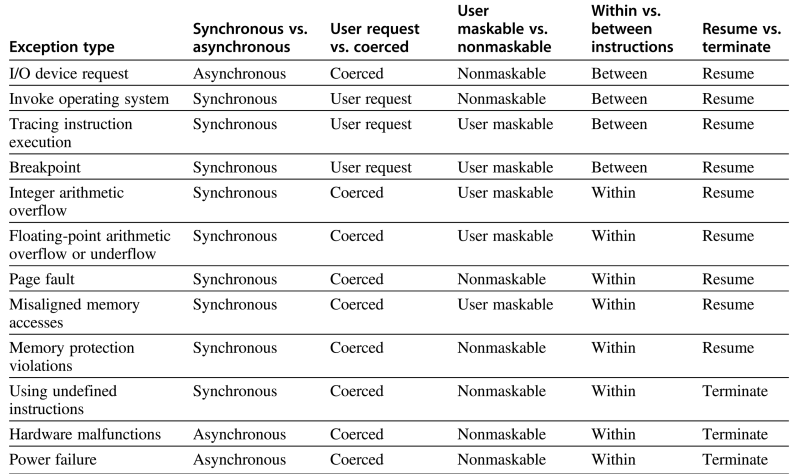 Exception type | Synchronous vs. asynchronous | User request vs. coerced | User maskable vs. nonmaskable | Within vs. between instructions | Resume vs. terminate
I/O device request | Asynchronous | Coerced | Nonmaskable | Between | Resume
Invoke operating system | Synchronous | User request | Nonmaskable | Between | Resume
Tracing instruction execution | Synchronous | User request | User maskable | Between | Resume
Breakpoint | Synchronous | User request | User maskable | Between | Resume
Integer arithmetic overflow | Synchronous | Coerced | User maskable | Within | Resume
Floating-point arithmetic overflow or underflow | Synchronous | Coerced | User maskable | Within | Resume
Page fault | Synchronous | Coerced | Nonmaskable | Within | Resume
Misaligned memory accesses | Synchronous | Coerced | User maskable | Within | Resume
Memory protection violations | Synchronous | Coerced | Nonmaskable | Within | Resume
Using undefined instructions | Synchronous | Coerced | Nonmaskable | Within | Terminate
Hardware malfunctions | Asynchronous | Coerced | Nonmaskable | Within | Terminate
Power failure | Asynchronous | Coerced | Nonmaskable | Within | Terminate